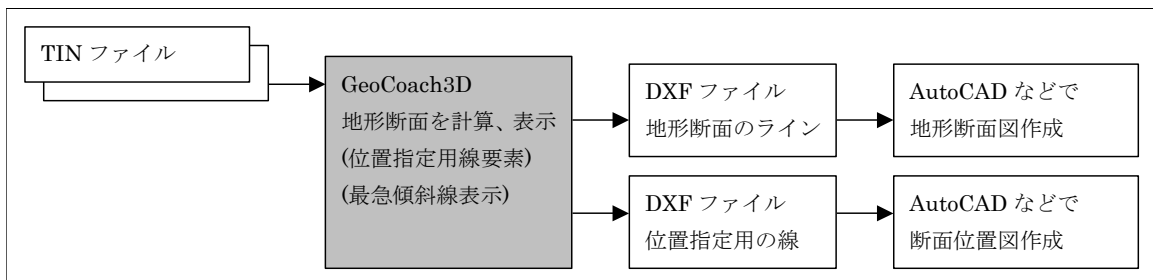 TIN ファイル
GeoCoach3D
地形断面を計算、表示
(位置指定用線要素)
(最急傾斜線表示)
DXF ファイル
地形断面のライン
AutoCAD などで
地形断面図作成
DXF ファイル
位置指定用の線
AutoCAD などで
断面位置図作成